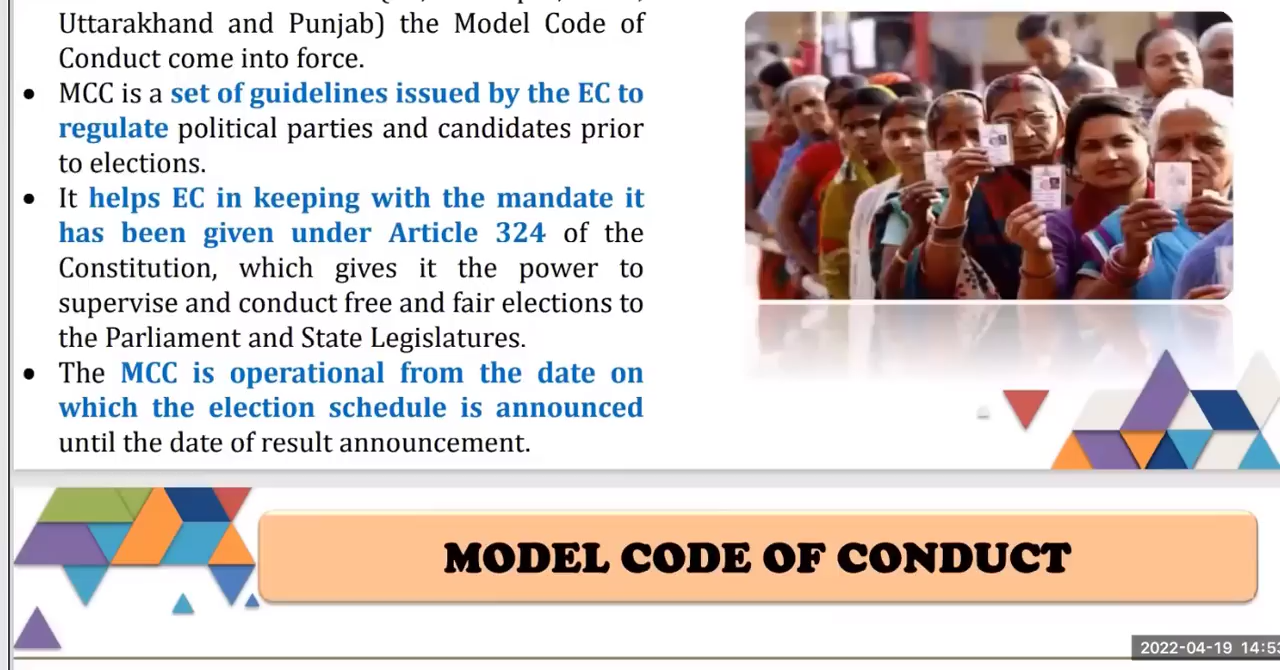 Uttarakhand and Punjab) the Model Code of
Conduct come into force.
• MCC is a set of guidelines issued by the EC to
regulate political parties and candidates prior
to elections.
• It helps EC in keeping with the mandate it
has been given under Article 324 of the
Constitution, which gives it the power to
supervise and conduct free and fair elections to
the Parliament and State Legislatures.
• The MCC is operational from the date on
which the election schedule is announced
until the date of result announcement.
MODEL CODE OF CONDUCT
2022-04-19 14:53